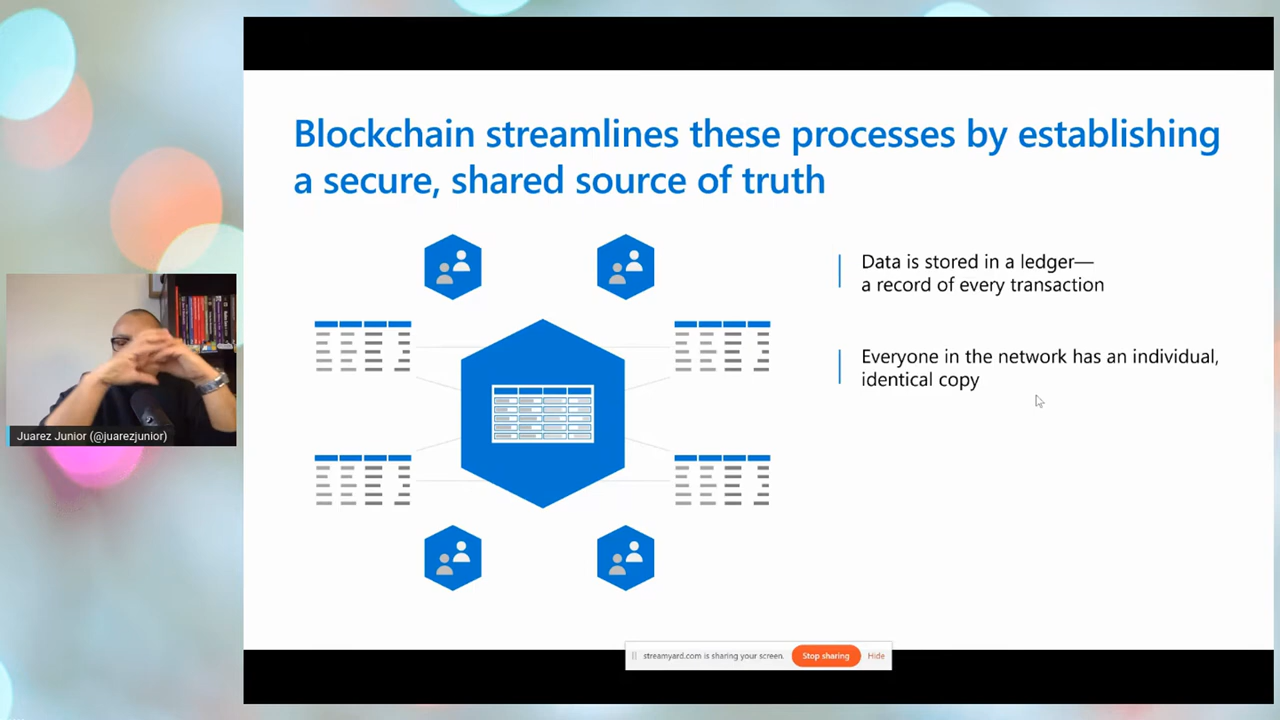 Blockchain streamlines these processes by establishing
a secure, shared source of truth
Data is stored in a ledger—
a record of every transaction
Everyone in the network has an individual,
identical copy
Juarez Junior (@juarezjunior)
streamyard.com is sharing your screen.
Stop sharing
Hide